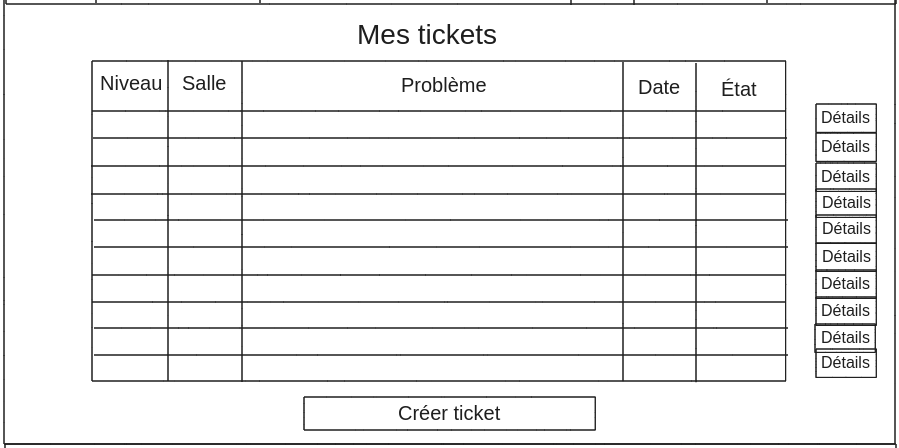 Mes tickets
Niveau Salle Problème Date État
Détails
Détails
Détails
Détails
Détails
Détails
Détails
Détails
Détails
Détails
Créer ticket